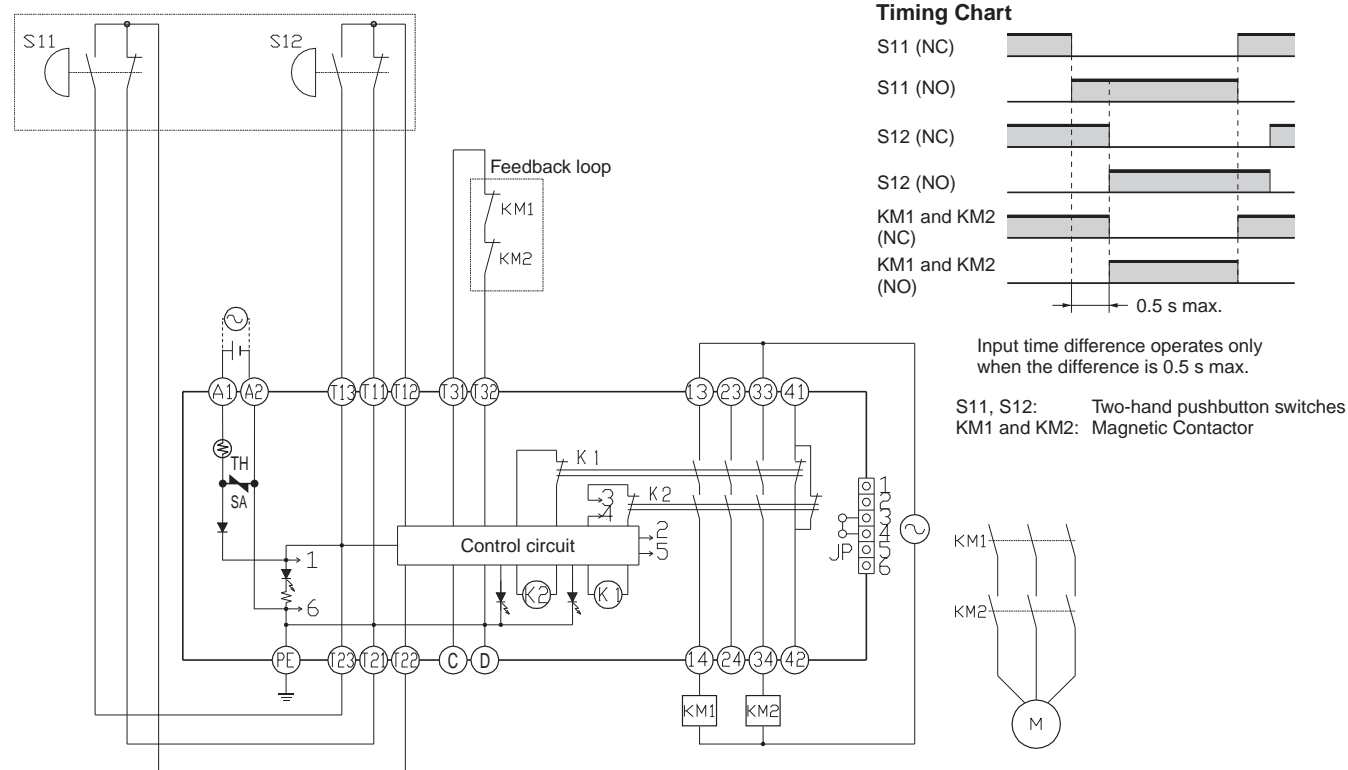 S11
S12
Feedback loop
KM1
KM2
A1 A2 T13 T11 T12 T31 T32 13 23 33 41
TH
SA
K1
3
4
K2
Control circuit
2
5
1
6
K2
K1
JP
1
2
3
4
5
6
PE T23 T21 T22 C D 14 24 34 42
KM1
KM2
Timing Chart
S11 (NC)
S11 (NO)
S12 (NC)
S12 (NO)
KM1 and KM2
(NC)
KM1 and KM2
(NO)
0.5 s max.
Input time difference operates only
when the difference is 0.5 s max.
S11, S12: Two-hand pushbutton switches
KM1 and KM2: Magnetic Contactor
KM1
KM2
M